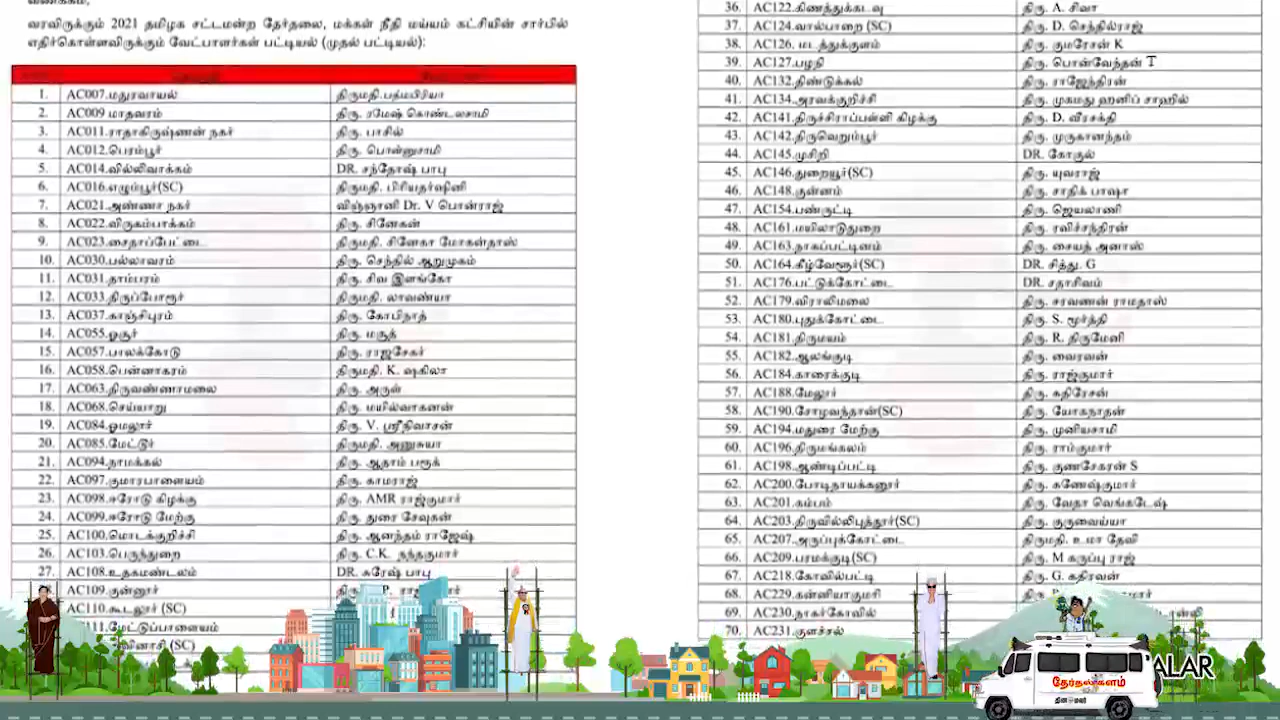 வணக்கம்,
வரவிருக்கும் 2021 தமிழக சட்டமன்ற தேர்தலை, மக்கள் நீதி மய்யம் கட்சியின் சார்பில்
எதிர்கொள்ளவிருக்கும் வேட்பாளர்கள் பட்டியல் (முதல் பட்டியல்):
1. AC007.மதுரவாயல் திருமதி.பத்மபிரியா
2. AC009 மாதவரம் திரு. ரமேஷ் கொண்டலசாமி
3. AC011.ராதாகிருஷ்ணன் நகர் திரு. பாசில்
4. AC012.பெரம்பூர் திரு. பொன்னுசாமி
5. AC014.வில்லிவாக்கம் DR. சந்தோஷ் பாபு
6. AC016.எழும்பூர்(SC) திருமதி. பிரியதர்ஷினி
7. AC021.அண்ணா நகர் விஞ்ஞானி Dr. V பொன்ராஜ்
8. AC022.விருகம்பாக்கம் திரு. சினேகன்
9. AC023.சைதாப்பேட்டை திருமதி. சினேகா மோகன்தாஸ்
10. AC030.பல்லாவரம் திரு. செந்தில் ஆறுமுகம்
11. AC031.தாம்பரம் திரு. சிவ இளங்கோ
12. AC033.திருப்போரூர் திருமதி. லாவண்யா
13. AC037.காஞ்சிபுரம் திரு. கோபிநாத்
14. AC055.ஓசூர் திரு. மசூத்
15. AC057.பாலக்கோடு திரு. ராஜசேகர்
16. AC058.பென்னாகரம் திருமதி. K. ஷகிலா
17. AC063.திருவண்ணாமலை திரு. அருள்
18. AC068.செய்யாறு திரு. மயில்வாகனன்
19. AC084.ஓமலூர் திரு. V. ஸ்ரீநிவாசன்
20. AC085.மேட்டூர் திருமதி. அனுசுயா
21. AC094.நாமக்கல் திரு. ஆதாம் பரூக்
22. AC097.குமாரபாளையம் திரு. காமராஜ்
23. AC098.ஈரோடு கிழக்கு திரு. AMR ராஜ்குமார்
24. AC099.ஈரோடு மேற்கு திரு. துரை சேவுகன்
25. AC100.மொடக்குறிச்சி திரு. ஆனந்தம் ராஜேஷ்
26. AC103.பெருந்துறை திரு. C.K. நந்தகுமார்
27. AC108.உதகமண்டலம் DR. சுரேஷ் பாபு
AC109.குன்னூர்
AC110.கூடலூர் (SC)
111.மேட்டுப்பாளையம்
(SC)
36. AC122.கிணத்துக்கடவு திரு. A. சிவா
37. AC124.வால்பாறை (SC) திரு. D. செந்தில்ராஜ்
38. AC126. மடத்துக்குளம் திரு. குமரேசன் K
39. AC127.பழநி திரு. பொன்வேந்தன் T
40. AC132.திண்டுக்கல் திரு. ராஜேந்திரன்
41. AC134.அரவக்குறிச்சி திரு. முகமது ஹனிப் சாஹில்
42. AC141.திருச்சிராப்பள்ளி கிழக்கு திரு. D. வீரசக்தி
43. AC142.திருவெறும்பூர் திரு. முருகானந்தம்
44. AC145.முசிறி DR. கோகுல்
45. AC146.துறையூர்(SC) திரு. யுவராஜ்
46. AC148.குன்னம் திரு. சாதிக் பாஷா
47. AC154.பண்ருட்டி திரு. ஜெயலாணி
48. AC161.மயிலாடுதுறை திரு. ரவிச்சந்திரன்
49. AC163.நாகப்பட்டினம் திரு. சையத் அனாஸ்
50. AC164.கீழ்வேளூர்(SC) DR. சித்து. G
51. AC176.பட்டுக்கோட்டை DR. சதாசிவம்
52. AC179.விராலிமலை திரு. சரவணன் ராமதாஸ்
53. AC180.புதுக்கோட்டை திரு. S. மூர்த்தி
54. AC181.திருமயம் திரு. R. திருமேனி
55. AC182.ஆலங்குடி திரு. வைரவன்
56. AC184.காரைக்குடி திரு. ராஜ்குமார்
57. AC188.மேலூர் திரு. கதிரேசன்
58. AC190.சோழவந்தான்(SC) திரு. யோகநாதன்
59. AC194.மதுரை மேற்கு திரு. முனியசாமி
60. AC196.திருமங்கலம் திரு. ராம்குமார்
61. AC198.ஆண்டிப்பட்டி திரு. குணசேகரன் S
62. AC200.போடிநாயக்கனூர் திரு. கணேஷ்குமார்
63. AC201.கம்பம் திரு. வேதா வெங்கடேஷ்
64. AC203.திருவில்லிபுத்தூர்(SC) திரு. குருவைய்யா
65. AC207.அருப்புக்கோட்டை திருமதி. உமா தேவி
66. AC209.பரமக்குடி(SC) திரு. M கருப்பு ராஜ்
67. AC218.கோவில்பட்டி திரு. G. கதிரவன்
68. AC229.கன்னியாகுமரி
69. AC230.நாகர்கோவில்
70. AC231.குளச்சல்
ALAR
தேர்தல் களம்
தினமலர்